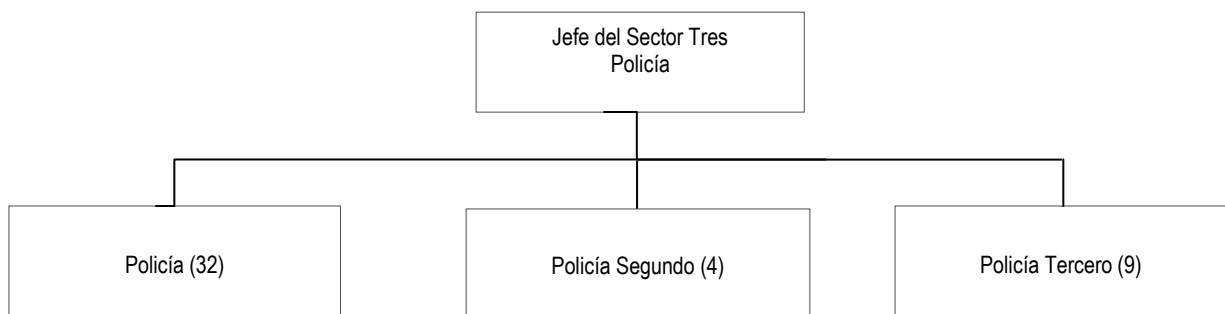 Jefe del Sector Tres
Policía
Policía (32)
Policía Segundo (4)
Policía Tercero (9)